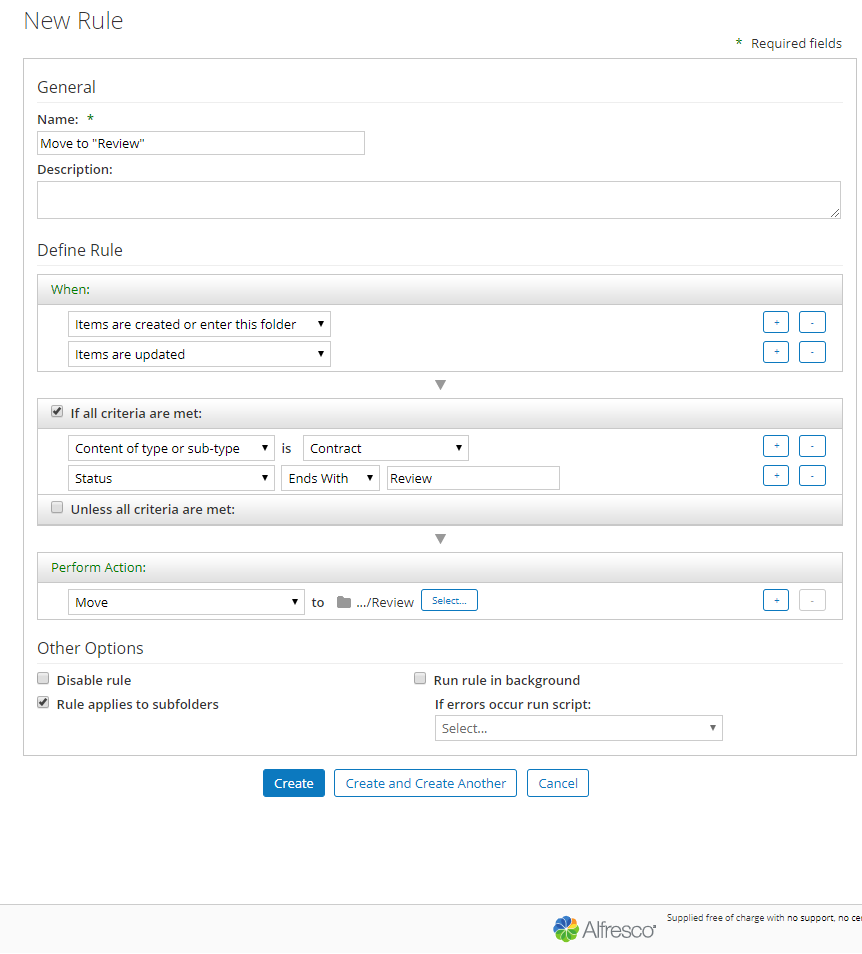 New Rule
* Required fields
General
Name: *
Move to "Review"
Description:
Define Rule
When:
Items are created or enter this folder + -
Items are updated + -
If all criteria are met:
Content of type or sub-type is Contract + -
Status Ends With Review + -
Unless all criteria are met:
Perform Action:
Move to .../Review Select... + -
Other Options
Disable rule Run rule in background
Rule applies to subfolders If errors occur run script:
Select...
Create Create and Create Another Cancel
Alfresco Supplied free of charge with no support, no